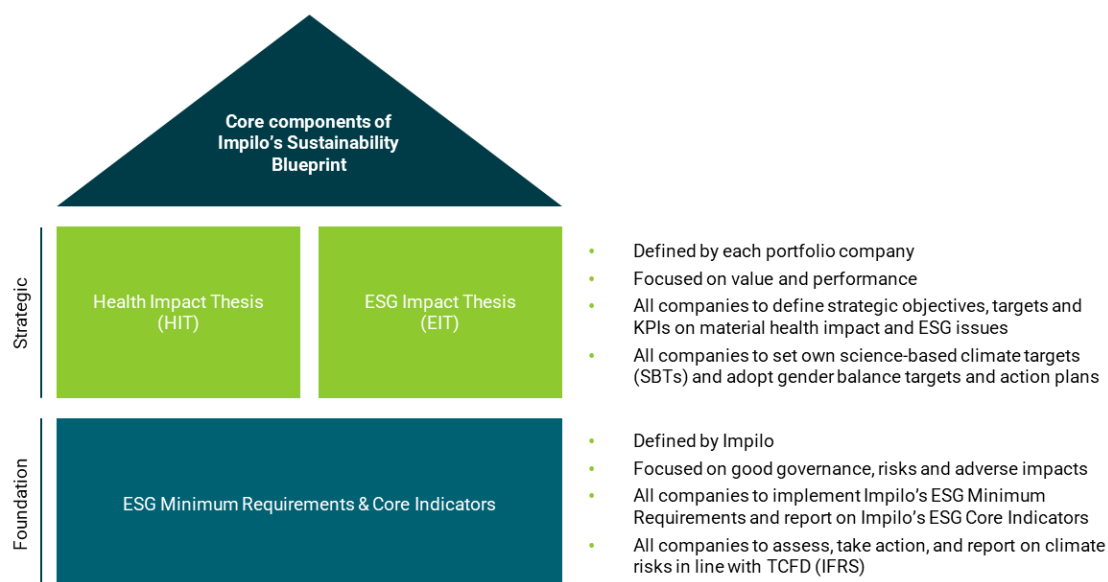 Core components of
Impilo's Sustainability
Blueprint
Strategic
Health Impact Thesis
(HIT)
ESG Impact Thesis
(EIT)
• Defined by each portfolio company
• Focused on value and performance
• All companies to define strategic objectives, targets and
KPIs on material health impact and ESG issues
• All companies to set own science-based climate targets
(SBTs) and adopt gender balance targets and action plans
Foundation
ESG Minimum Requirements & Core Indicators
• Defined by Impilo
• Focused on good governance, risks and adverse impacts
• All companies to implement Impilo's ESG Minimum
Requirements and report on Impilo's ESG Core Indicators
• All companies to assess, take action, and report on climate
risks in line with TCFD (IFRS)